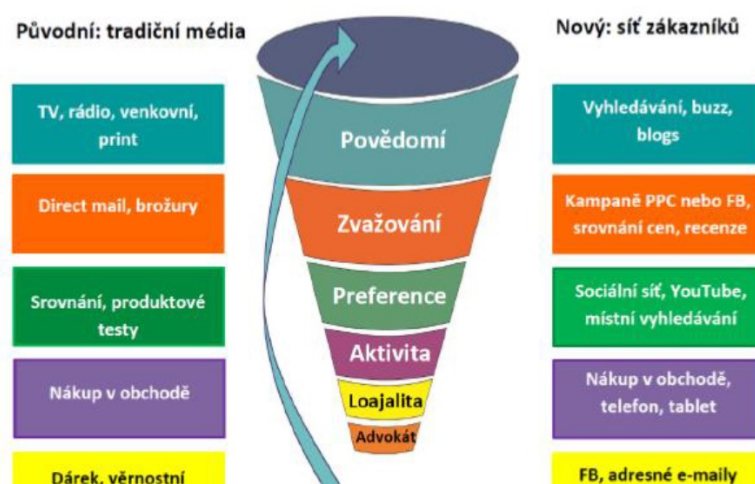 Původní: tradiční média
Nový: síť zákazníků
TV, rádio, venkovní,
print
Direct mail, brožury
Srovnání, produktové
testy
Nákup v obchodě
Dárek, věrnostní
Povědomí
Zvažování
Preference
Aktivita
Loajalita
Advokát
Vyhledávání, buzz,
blogs
Kampaně PPC nebo FB,
srovnání cen, recenze
Sociální síť, YouTube,
místní vyhledávání
Nákup v obchodě,
telefon, tablet
FB, adresné e-maily